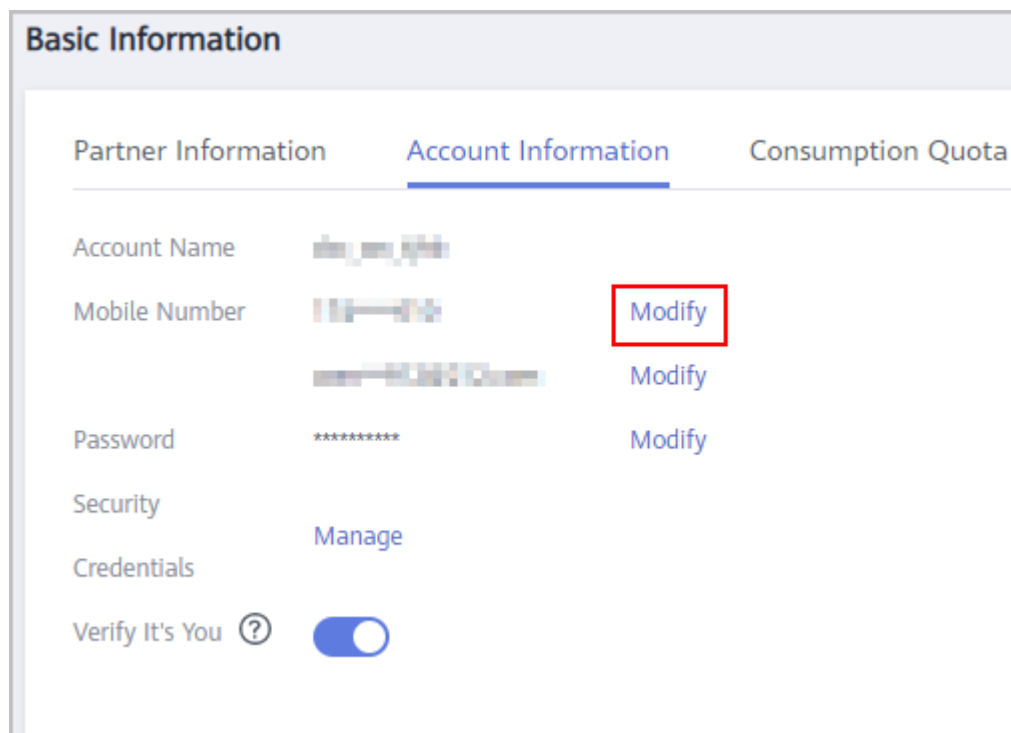 Basic Information
Partner Information Account Information Consumption Quota
Account Name
Mobile Number Modify
Modify
Password ********** Modify
Security
Manage
Credentials
Verify It's You ?